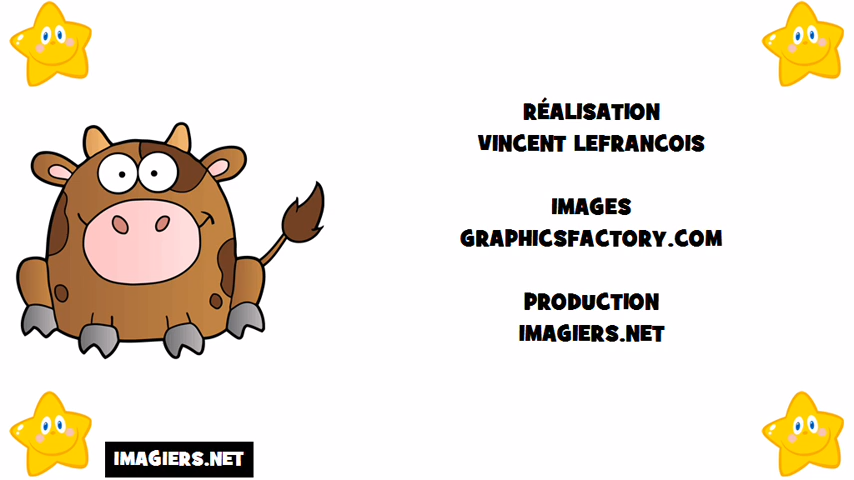 RÉALISATION
VINCENT LEFRANCOIS
IMAGES
GRAPHICSFACTORY.COM
PRODUCTION
IMAGIERS.NET
IMAGIERS.NET